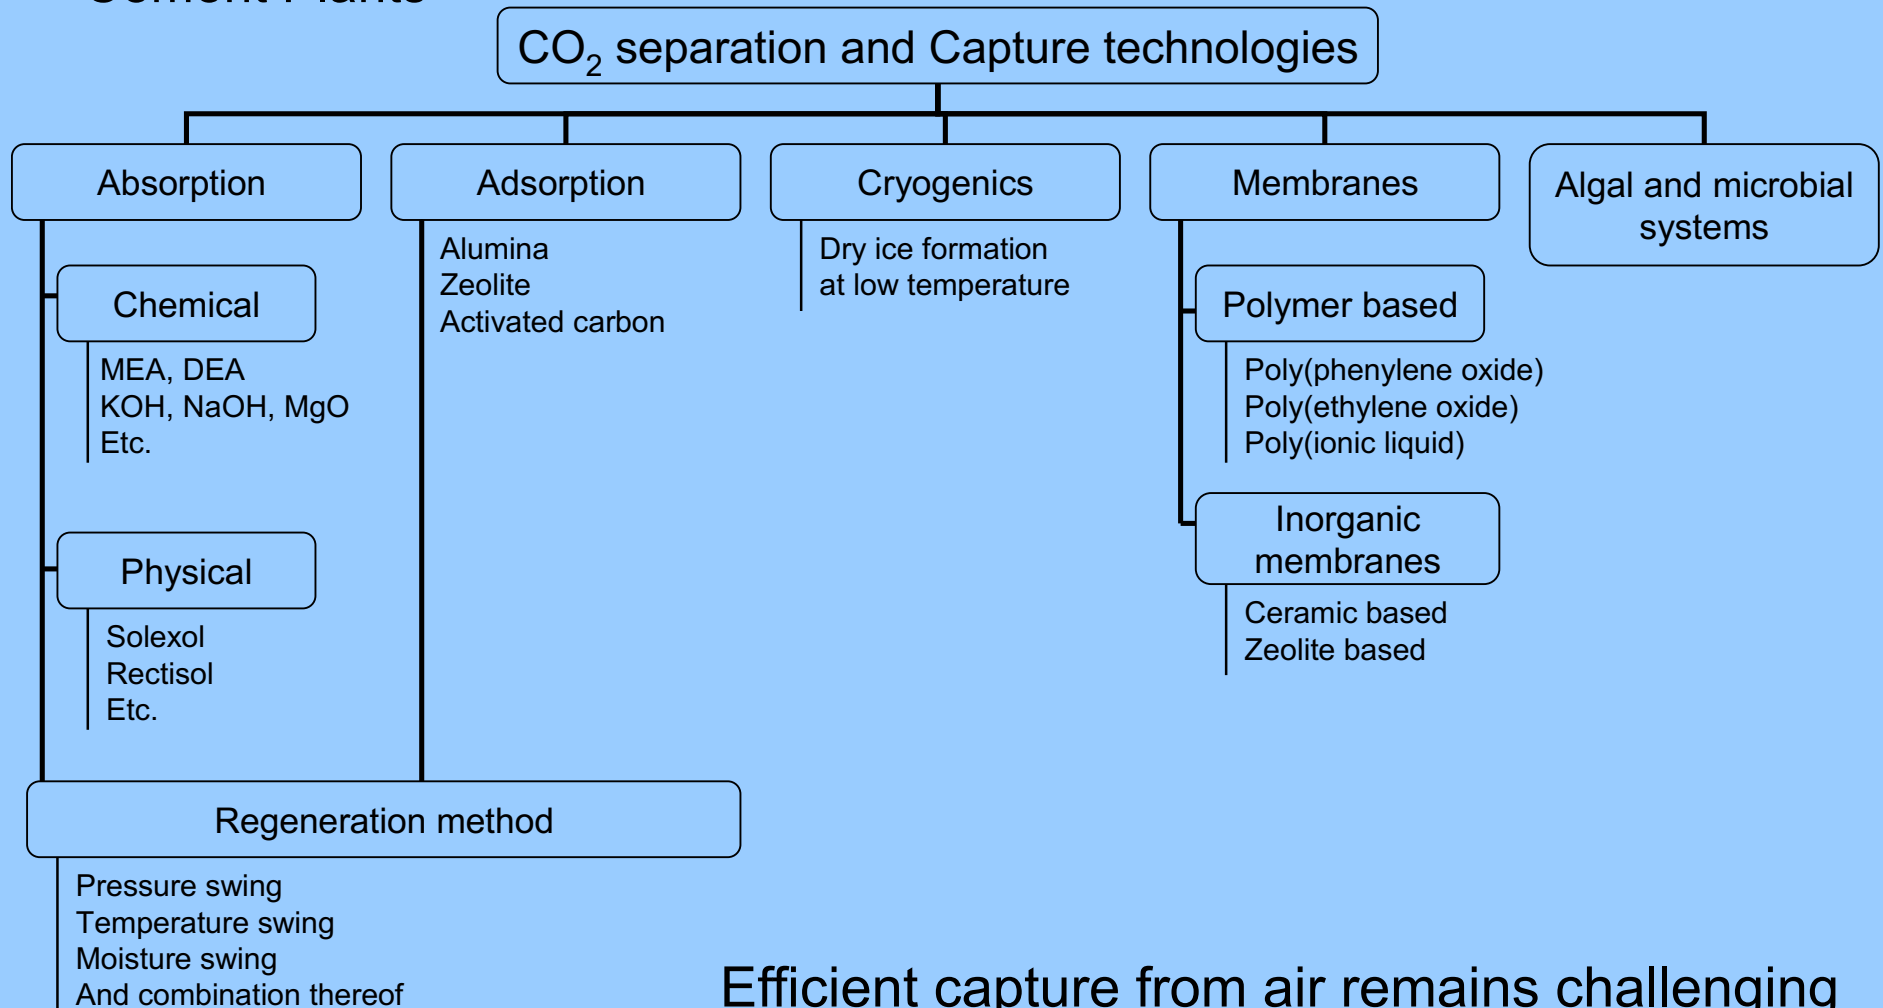 Cement Plants
CO₂ separation and Capture technologies
Absorption
Adsorption
Cryogenics
Membranes
Algal and microbial
systems
Chemical
MEA, DEA
KOH, NaOH, MgO
Etc.
Physical
Solexol
Rectisol
Etc.
Alumina
Zeolite
Activated carbon
Dry ice formation
at low temperature
Polymer based
Poly(phenylene oxide)
Poly(ethylene oxide)
Poly(ionic liquid)
Inorganic
membranes
Ceramic based
Zeolite based
Regeneration method
Pressure swing
Temperature swing
Moisture swing
And combination thereof
Efficient capture from air remains challenging